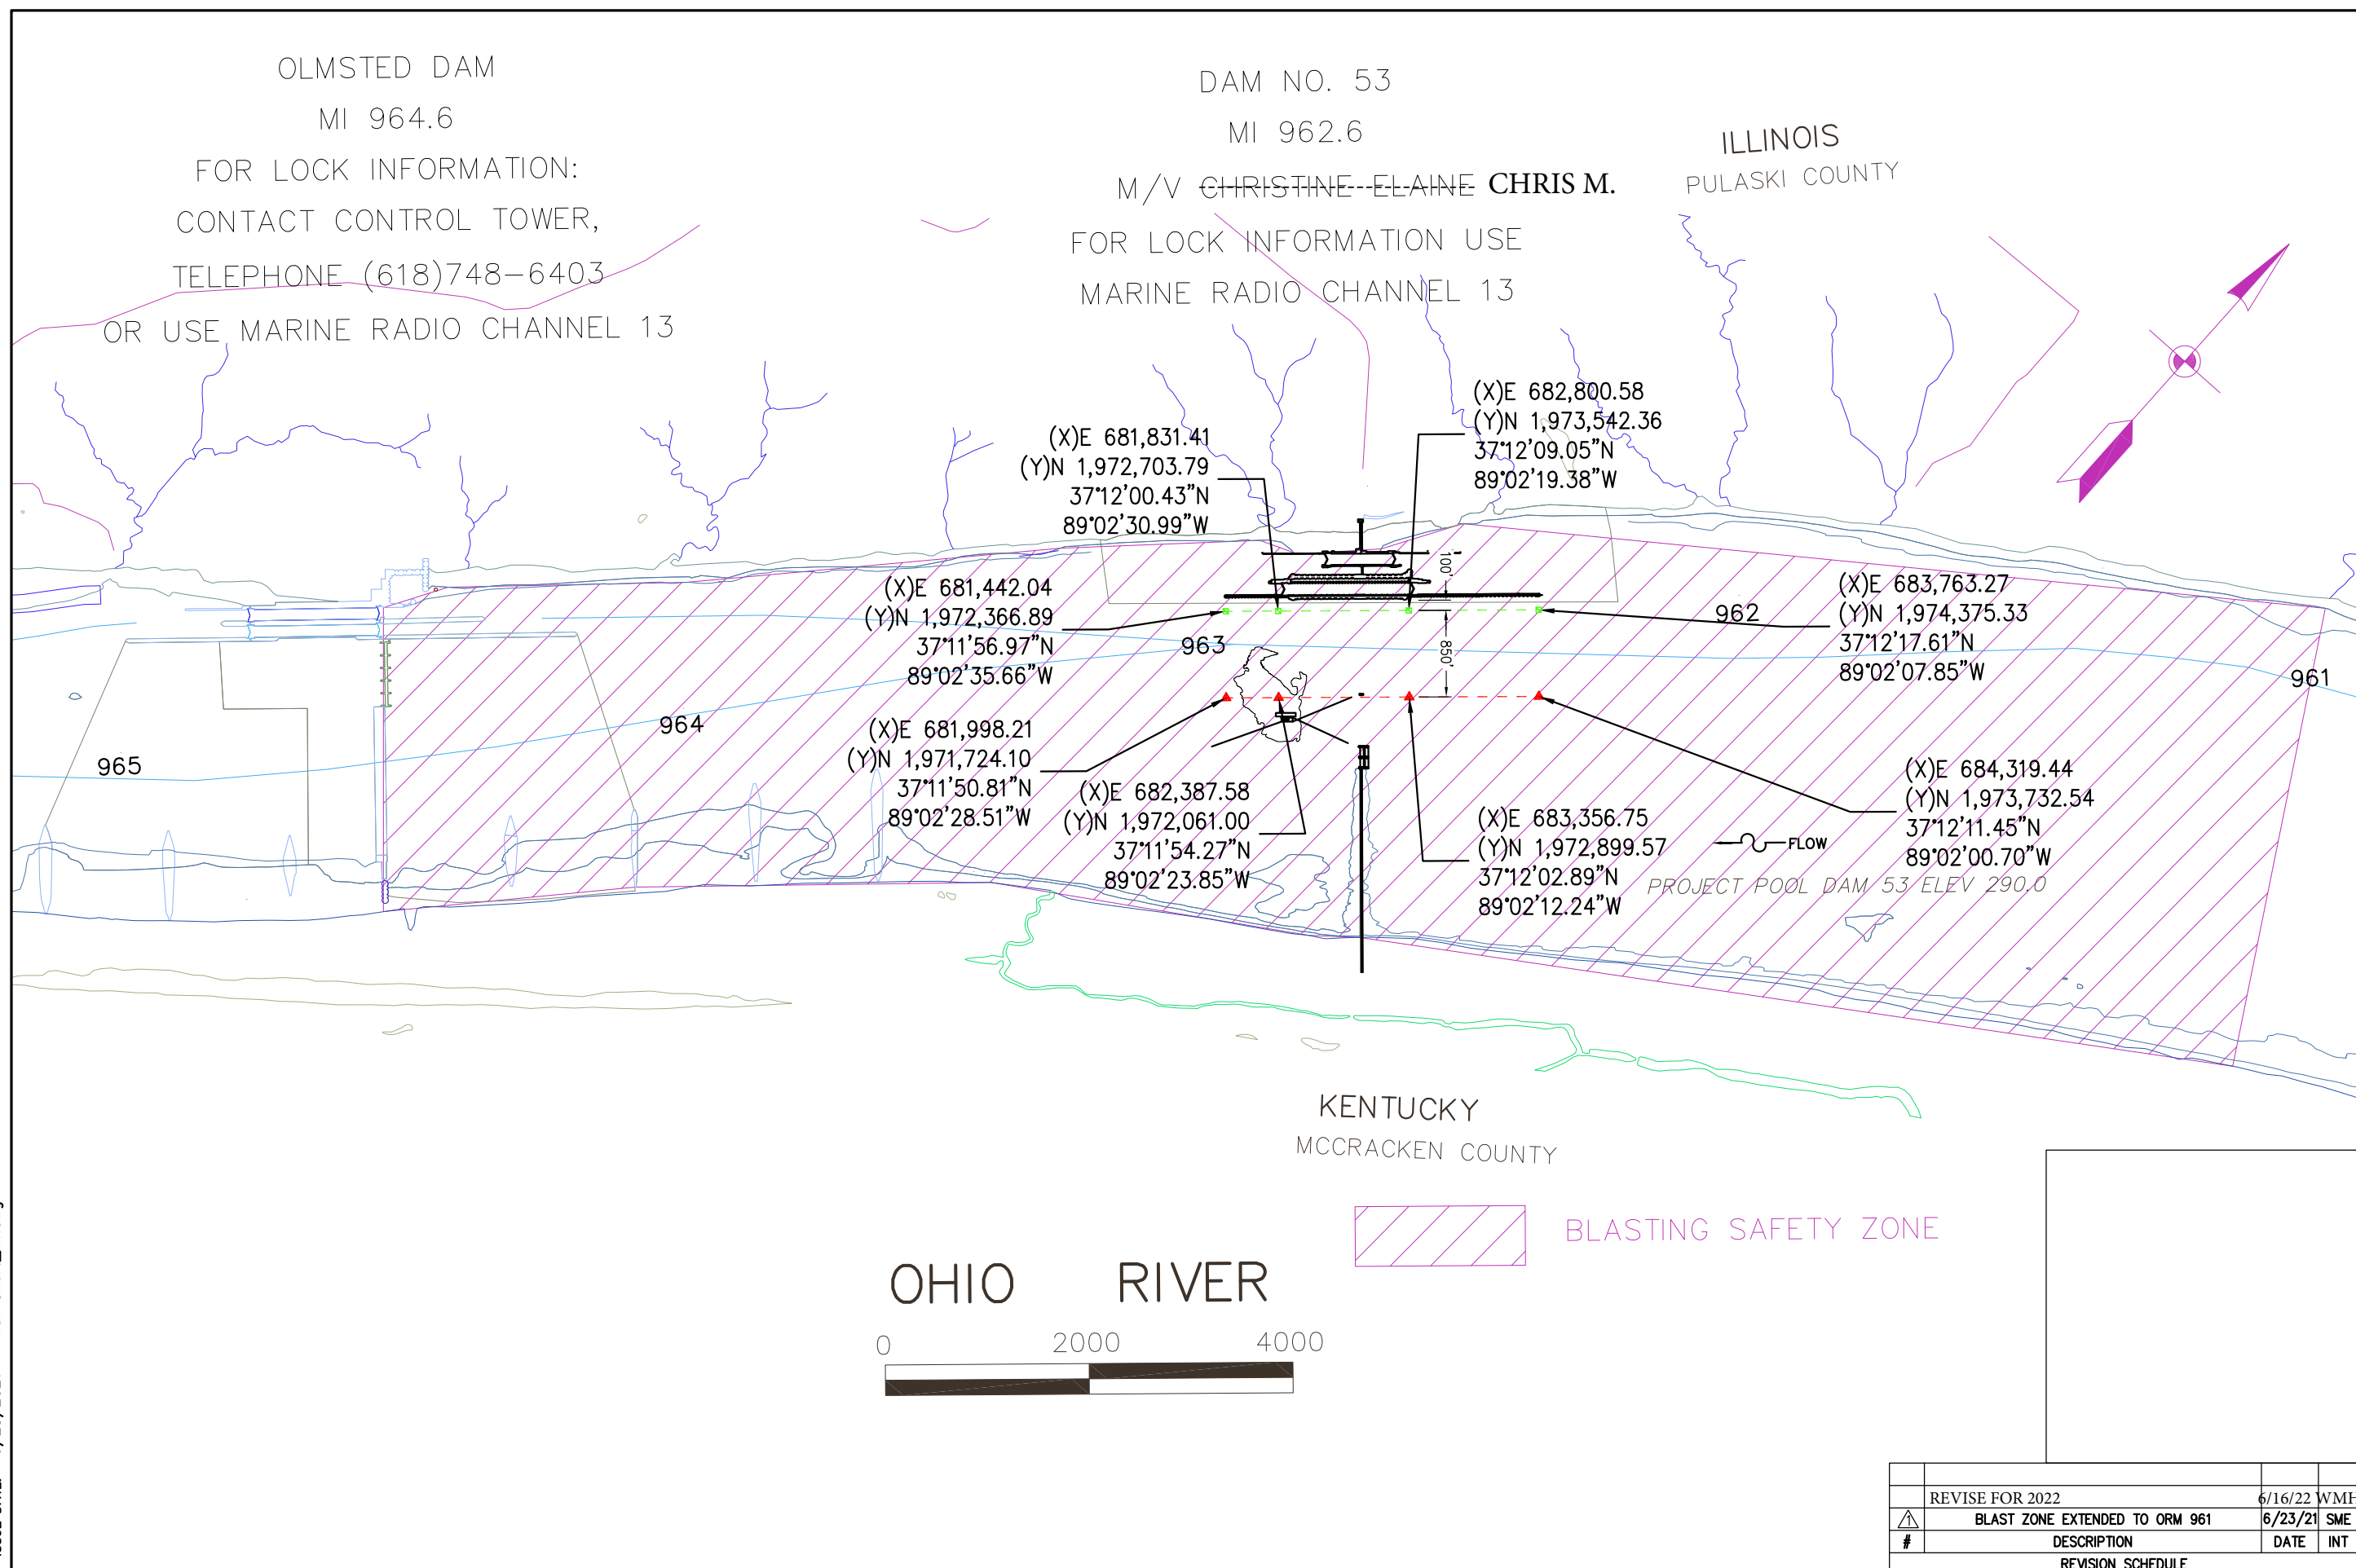 OLMSTED DAM
MI 964.6
FOR LOCK INFORMATION:
CONTACT CONTROL TOWER,
TELEPHONE (618)748-6403
OR USE MARINE RADIO CHANNEL 13
DAM NO. 53
MI 962.6
M/V CHRISTINE ELAINE CHRIS M.
FOR LOCK INFORMATION USE
MARINE RADIO CHANNEL 13
ILLINOIS
PULASKI COUNTY
(X)E 682,800.58
(Y)N 1,973,542.36
37°12'09.05"N
89°02'19.38"W
(X)E 681,831.41
(Y)N 1,972,703.79
37°12'00.43"N
89°02'30.99"W
100'
(X)E 681,442.04
(Y)N 1,972,366.89
37°11'56.97"N
89°02'35.66"W
963
850'
962
(X)E 683,763.27
(Y)N 1,974,375.33
37°12'17.61"N
89°02'07.85"W
961
964
965
(X)E 681,998.21
(Y)N 1,971,724.10
37°11'50.81"N
89°02'28.51"W
(X)E 682,387.58
(Y)N 1,972,061.00
37°11'54.27"N
89°02'23.85"W
(X)E 683,356.75
(Y)N 1,972,899.57
37°12'02.89"N
89°02'12.24"W
FLOW
(X)E 684,319.44
(Y)N 1,973,732.54
37°12'11.45"N
89°02'00.70"W
PROJECT POOL DAM 53 ELEV 290.0
KENTUCKY
MCCRACKEN COUNTY
BLASTING SAFETY ZONE
OHIO RIVER
0 2000 4000
REVISE FOR 2022 6/16/22 WMH
1 BLAST ZONE EXTENDED TO ORM 961 6/23/21 SME
# DESCRIPTION DATE INT
REVISION SCHEDULE